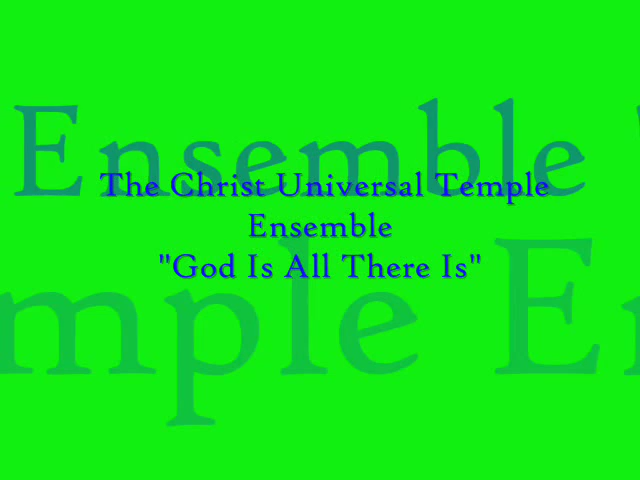 Ensemble
The Christ Universal Temple
Ensemble
"God Is All There Is"
mple E